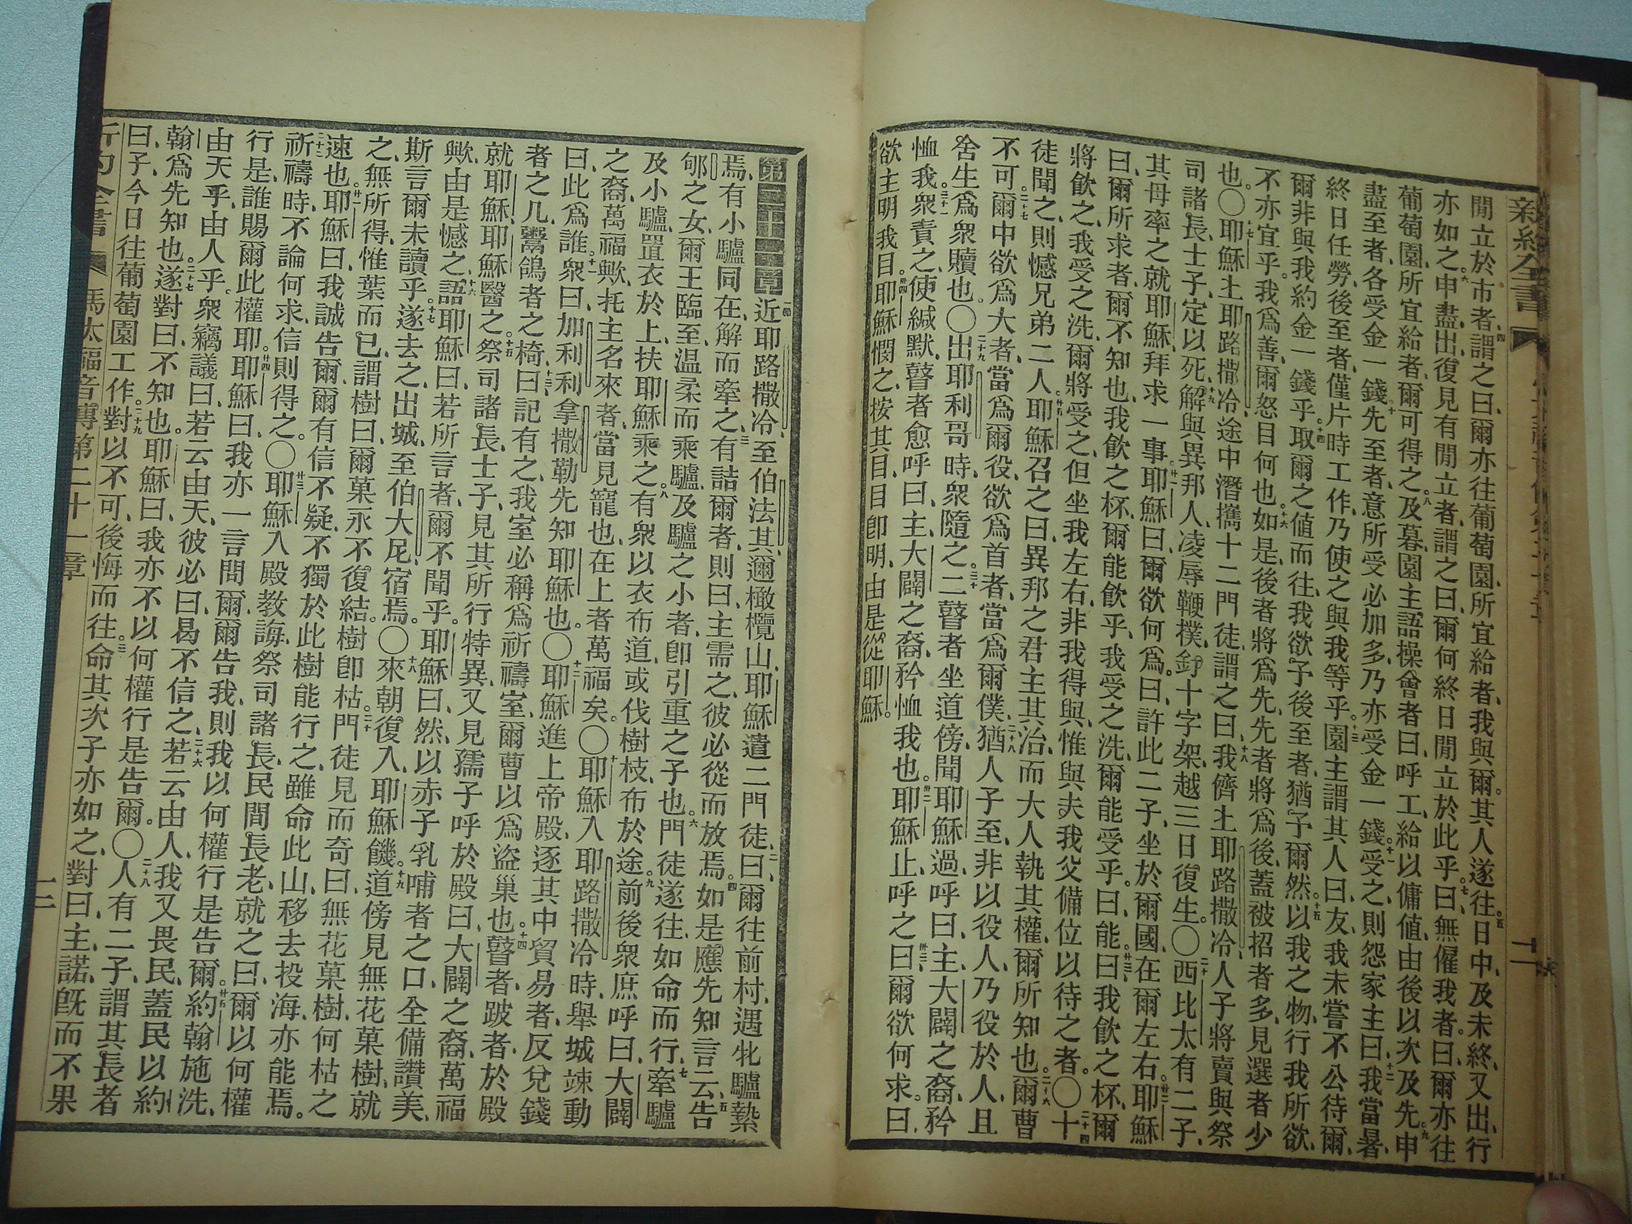 新約全書
閒立於市者、謂之曰、爾亦往葡萄園、所宜給者、我與爾、其人遂往、日中及未終、又出、行
亦如之、申盡出、復見有閒立者、謂之曰、爾何終日閒立於此乎、曰無僱我者、曰、爾亦往
葡萄園、所宜給者、爾可得之、及暮、園主語操會者曰、呼工、給以傭值、由後以次及先、申
盡至者、各受金一錢、先至者、意所受必加多、乃亦受金一錢、受之、則怨家主曰、我當暑、
終日任勞、後至者、僅片時工作、乃使之與我等乎、園主謂其人曰、友、我未嘗不公待爾、
爾非與我約金一錢乎、取爾之值而往、我欲予後至者、猶予爾然、以我之物、行我所欲、
不亦宜乎、我爲善、爾怒目何也、如是、後者將爲先、先者將爲後、蓋被招者多、見選者少
也、〇耶穌上耶路撒冷、途中潛攜十二門徒、謂之曰、我儕上耶路撒冷、人子將賣與祭
司諸長、士子、定以死、解與異邦人、凌辱鞭撲、釘十字架、越三日復生、〇西比太有二子、
其母率之就耶穌、拜求一事、耶穌曰、爾欲何爲、曰、許此二子、坐於爾國、在爾左右、耶穌
曰、爾所求者、爾不知也、我飲之杯、爾能飲乎、我受之洗、爾能受乎、曰能、曰、我飲之杯、爾
將飲之、我受之洗、爾將受之、但坐我左右、非我得與、惟與夫我父備位以待之者、〇十
徒聞之、則憾兄弟二人、耶穌召之曰、異邦之君主其治、而大人執其權、爾所知也、爾曹
不可、爾中欲爲大者、當爲爾役、欲爲首者、當爲爾僕、猶人子至、非以役人、乃役於人、且
舍生爲衆贖也、〇出耶利哥時、衆隨之、二瞽者坐道傍、聞耶穌過、呼曰、主、大闢之裔、矜
恤我、衆責之、使緘默、瞽者愈呼曰、主、大闢之裔、矜恤我也、耶穌止、呼之曰、爾欲何求、曰、
欲主明我目、耶穌憫之、按其目、目卽明、由是從耶穌、
第二十一章近耶路撒冷、至伯法其、邇橄欖山、耶穌遣二門徒、曰、爾往前村、遇牝驢縶
焉、有小驢同在、解而牽之、有詰爾者、則曰、主需之、彼必從而放焉、如是應先知言、云告
郇之女、爾王臨至、溫柔而乘驢、及驢之小者、卽引重之子也、門徒遂往、如命而行、牽驢
及小驢、置衣於上、扶耶穌乘之、有衆以衣布道、或伐樹枝布於途、前後衆庶呼曰、大闢
之裔、萬福歟、托主名來者、當見寵也、在上者萬福矣、〇耶穌入耶路撒冷時、舉城竦動
曰、此爲誰、衆曰、加利利拿撒勒先知耶穌也、〇耶穌進上帝殿、逐其中貿易者、反兌錢
者之几、鬻鴿者之椅、曰、記有之、我室必稱爲祈禱室、爾曹以爲盜巢也、瞽者、跛者、於殿
就耶穌、耶穌醫之、祭司諸長、士子、見其所行特異、又見孺子呼於殿曰、大闢之裔、萬福
歟、由是憾之、語耶穌曰、若所言者、爾不聞乎、耶穌曰、然、以赤子乳哺者之口、全備讚美、
斯言爾未讀乎、遂去之、出城、至伯大尼宿焉、〇來朝、復入、耶穌饑、道傍見無花菓樹、就
之、無所得、惟葉而已、謂樹曰、爾菓永不復結、樹卽枯、門徒見而奇曰、無花菓樹、何枯之
速也、耶穌曰、我誠告爾、爾有信不疑、不獨於此樹能行之、雖命此山移去投海、亦能焉、
祈禱時、不論何求、信則得之、〇耶穌入殿敎誨、祭司諸長、民間長老、就之曰、爾以何權
行是、誰賜爾此權、耶穌曰、我亦一言問爾、爾告我、則我以何權行是告爾、約翰施洗、
由天乎、由人乎、衆竊議曰、若云由天、彼必曰、曷不信之、若云由人、我又畏民、蓋民以約
翰爲先知也、遂對曰、不知也、耶穌曰、我亦不以何權行是告爾、〇人有二子、謂其長者
曰、子、今日往葡萄園工作、對以不可、後悔而往、命其次子亦如之、對曰、主、諾、旣而不果
新約全書 馬太福音傳第二十一章 十三